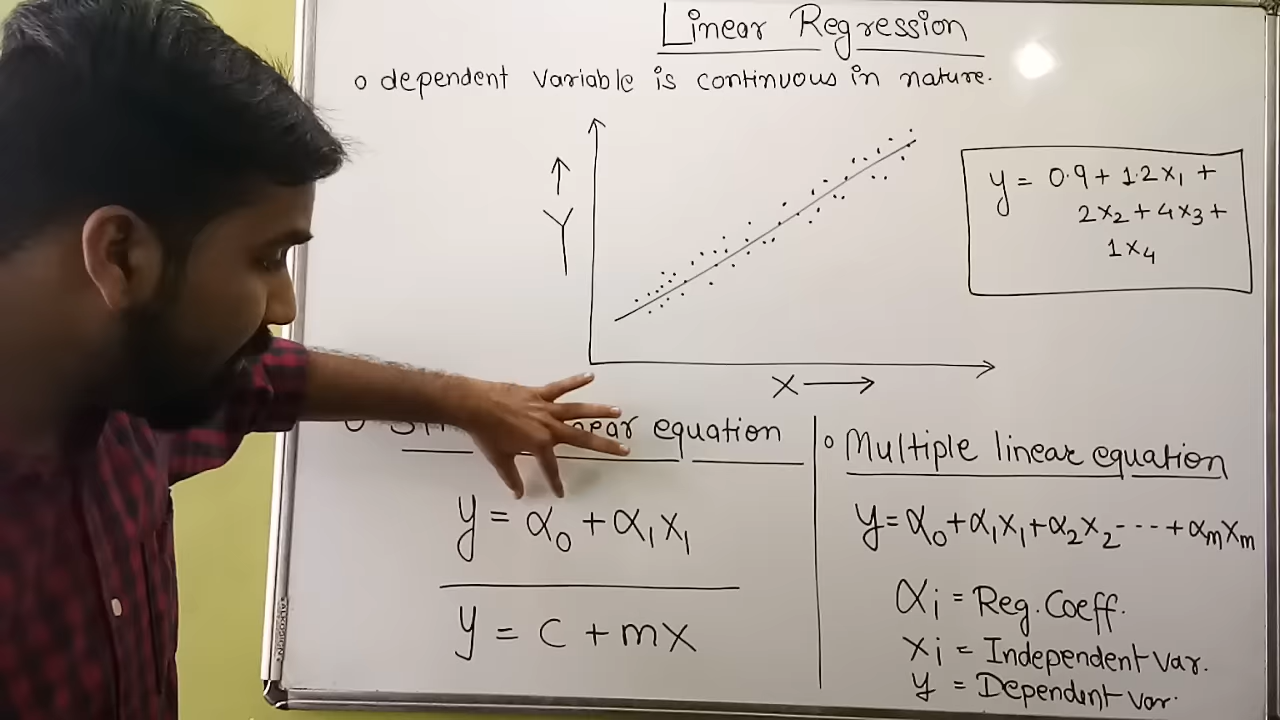 Linear Regression
o dependent variable is continuous in nature.
Y
X
y = 0.9 + 1.2x₁ +
2x₂ + 4x₃ +
1x₄
equation
y = α₀ + α₁x₁
y = c + mx
o Multiple linear equation
y = α₀ + α₁x₁ + α₂x₂ ---- + αₘxₘ
αᵢ = Reg. Coeff.
xᵢ = Independent var.
y = Dependent var.